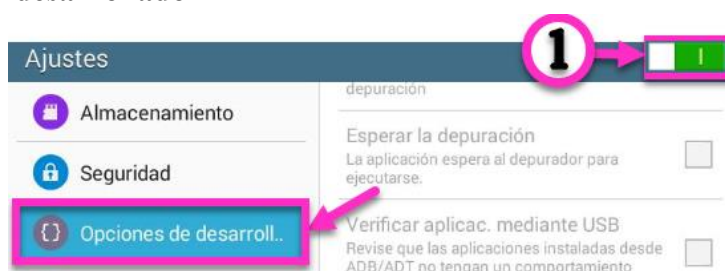 Ajustes
1
Almacenamiento
Seguridad
Opciones de desarroll..
depuración
Esperar la depuración
La aplicación espera al depurador para
ejecutarse.
Verificar aplicac. mediante USB
Revise que las aplicaciones instaladas desde
ADB/ADT no tengan un comportamiento